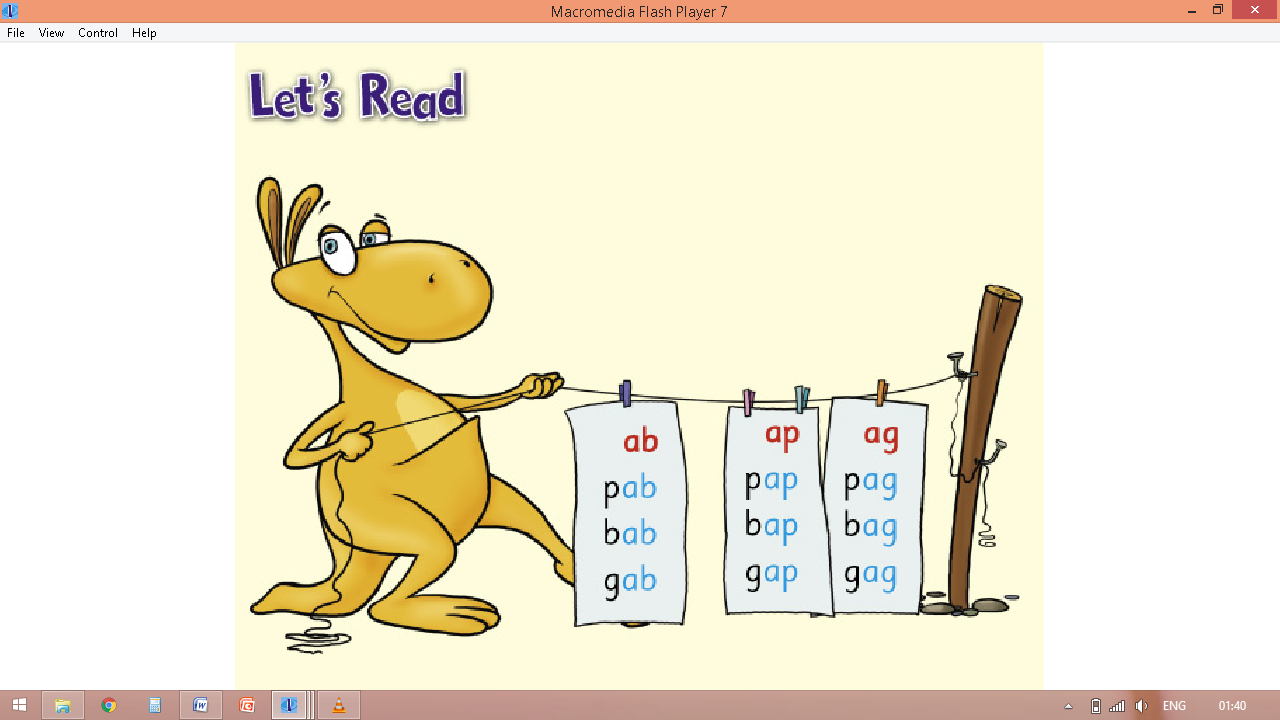 Macromedia Flash Player 7
File View Control Help
Let's Read
ab
pab
bab
gab
ap
pap
bap
gap
ag
pag
bag
gag
ENG 01:40